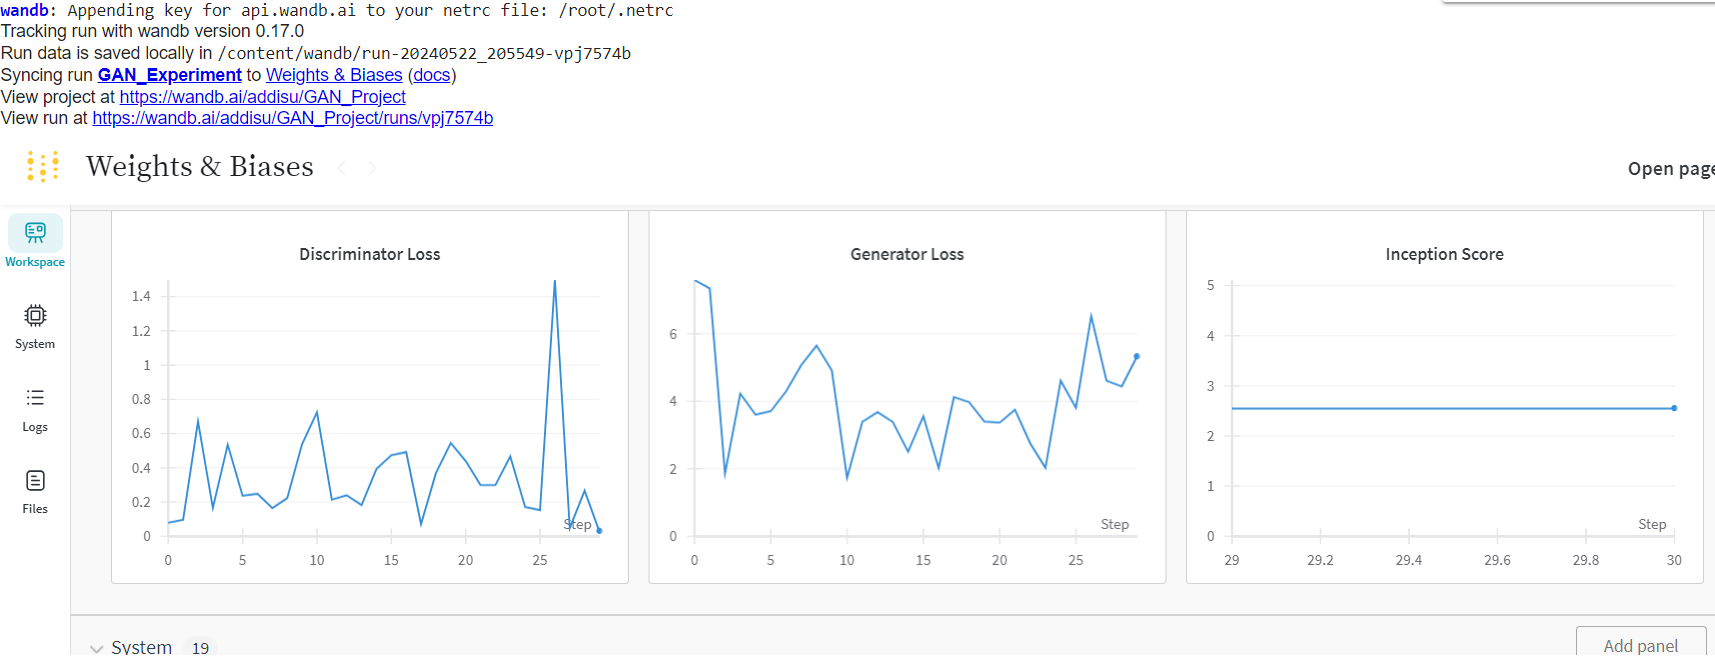 wandb: Appending key for api.wandb.ai to your netrc file: /root/.netrc
Tracking run with wandb version 0.17.0
Run data is saved locally in /content/wandb/run-20240522_205549-vpj7574b
Syncing run GAN_Experiment to Weights & Biases (docs)
View project at https://wandb.ai/addisu/GAN_Project
View run at https://wandb.ai/addisu/GAN_Project/runs/vpj7574b
Weights & Biases
Open page
Workspace
System
Logs
Files
Discriminator Loss
1.4
1.2
1
0.8
0.6
0.4
0.2
0
Step
0 5 10 15 20 25
Generator Loss
6
4
2
0
Step
0 5 10 15 20 25
Inception Score
5
4
3
2
1
0
Step
29 29.2 29.4 29.6 29.8 30
System 19
Add panel